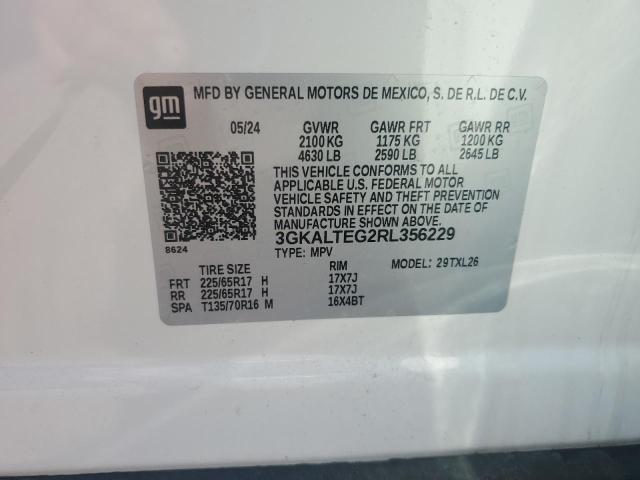 gm
MFD BY GENERAL MOTORS DE MEXICO, S. DE R.L. DE C.V.
05/24 GVWR GAWR FRT GAWR RR
2100 KG 1175 KG 1200 KG
4630 LB 2590 LB 2645 LB
THIS VEHICLE CONFORMS TO ALL
APPLICABLE U.S. FEDERAL MOTOR
VEHICLE SAFETY AND THEFT PREVENTION
STANDARDS IN EFFECT ON THE DATE OF
MANUFACTURE SHOWN ABOVE.
3GKALTEG2RL356229
8624
TYPE: MPV MODEL: 29TXL26
TIRE SIZE RIM
FRT 225/65R17 H 17X7J
RR 225/65R17 H 17X7J
SPA T135/70R16 M 16X4BT